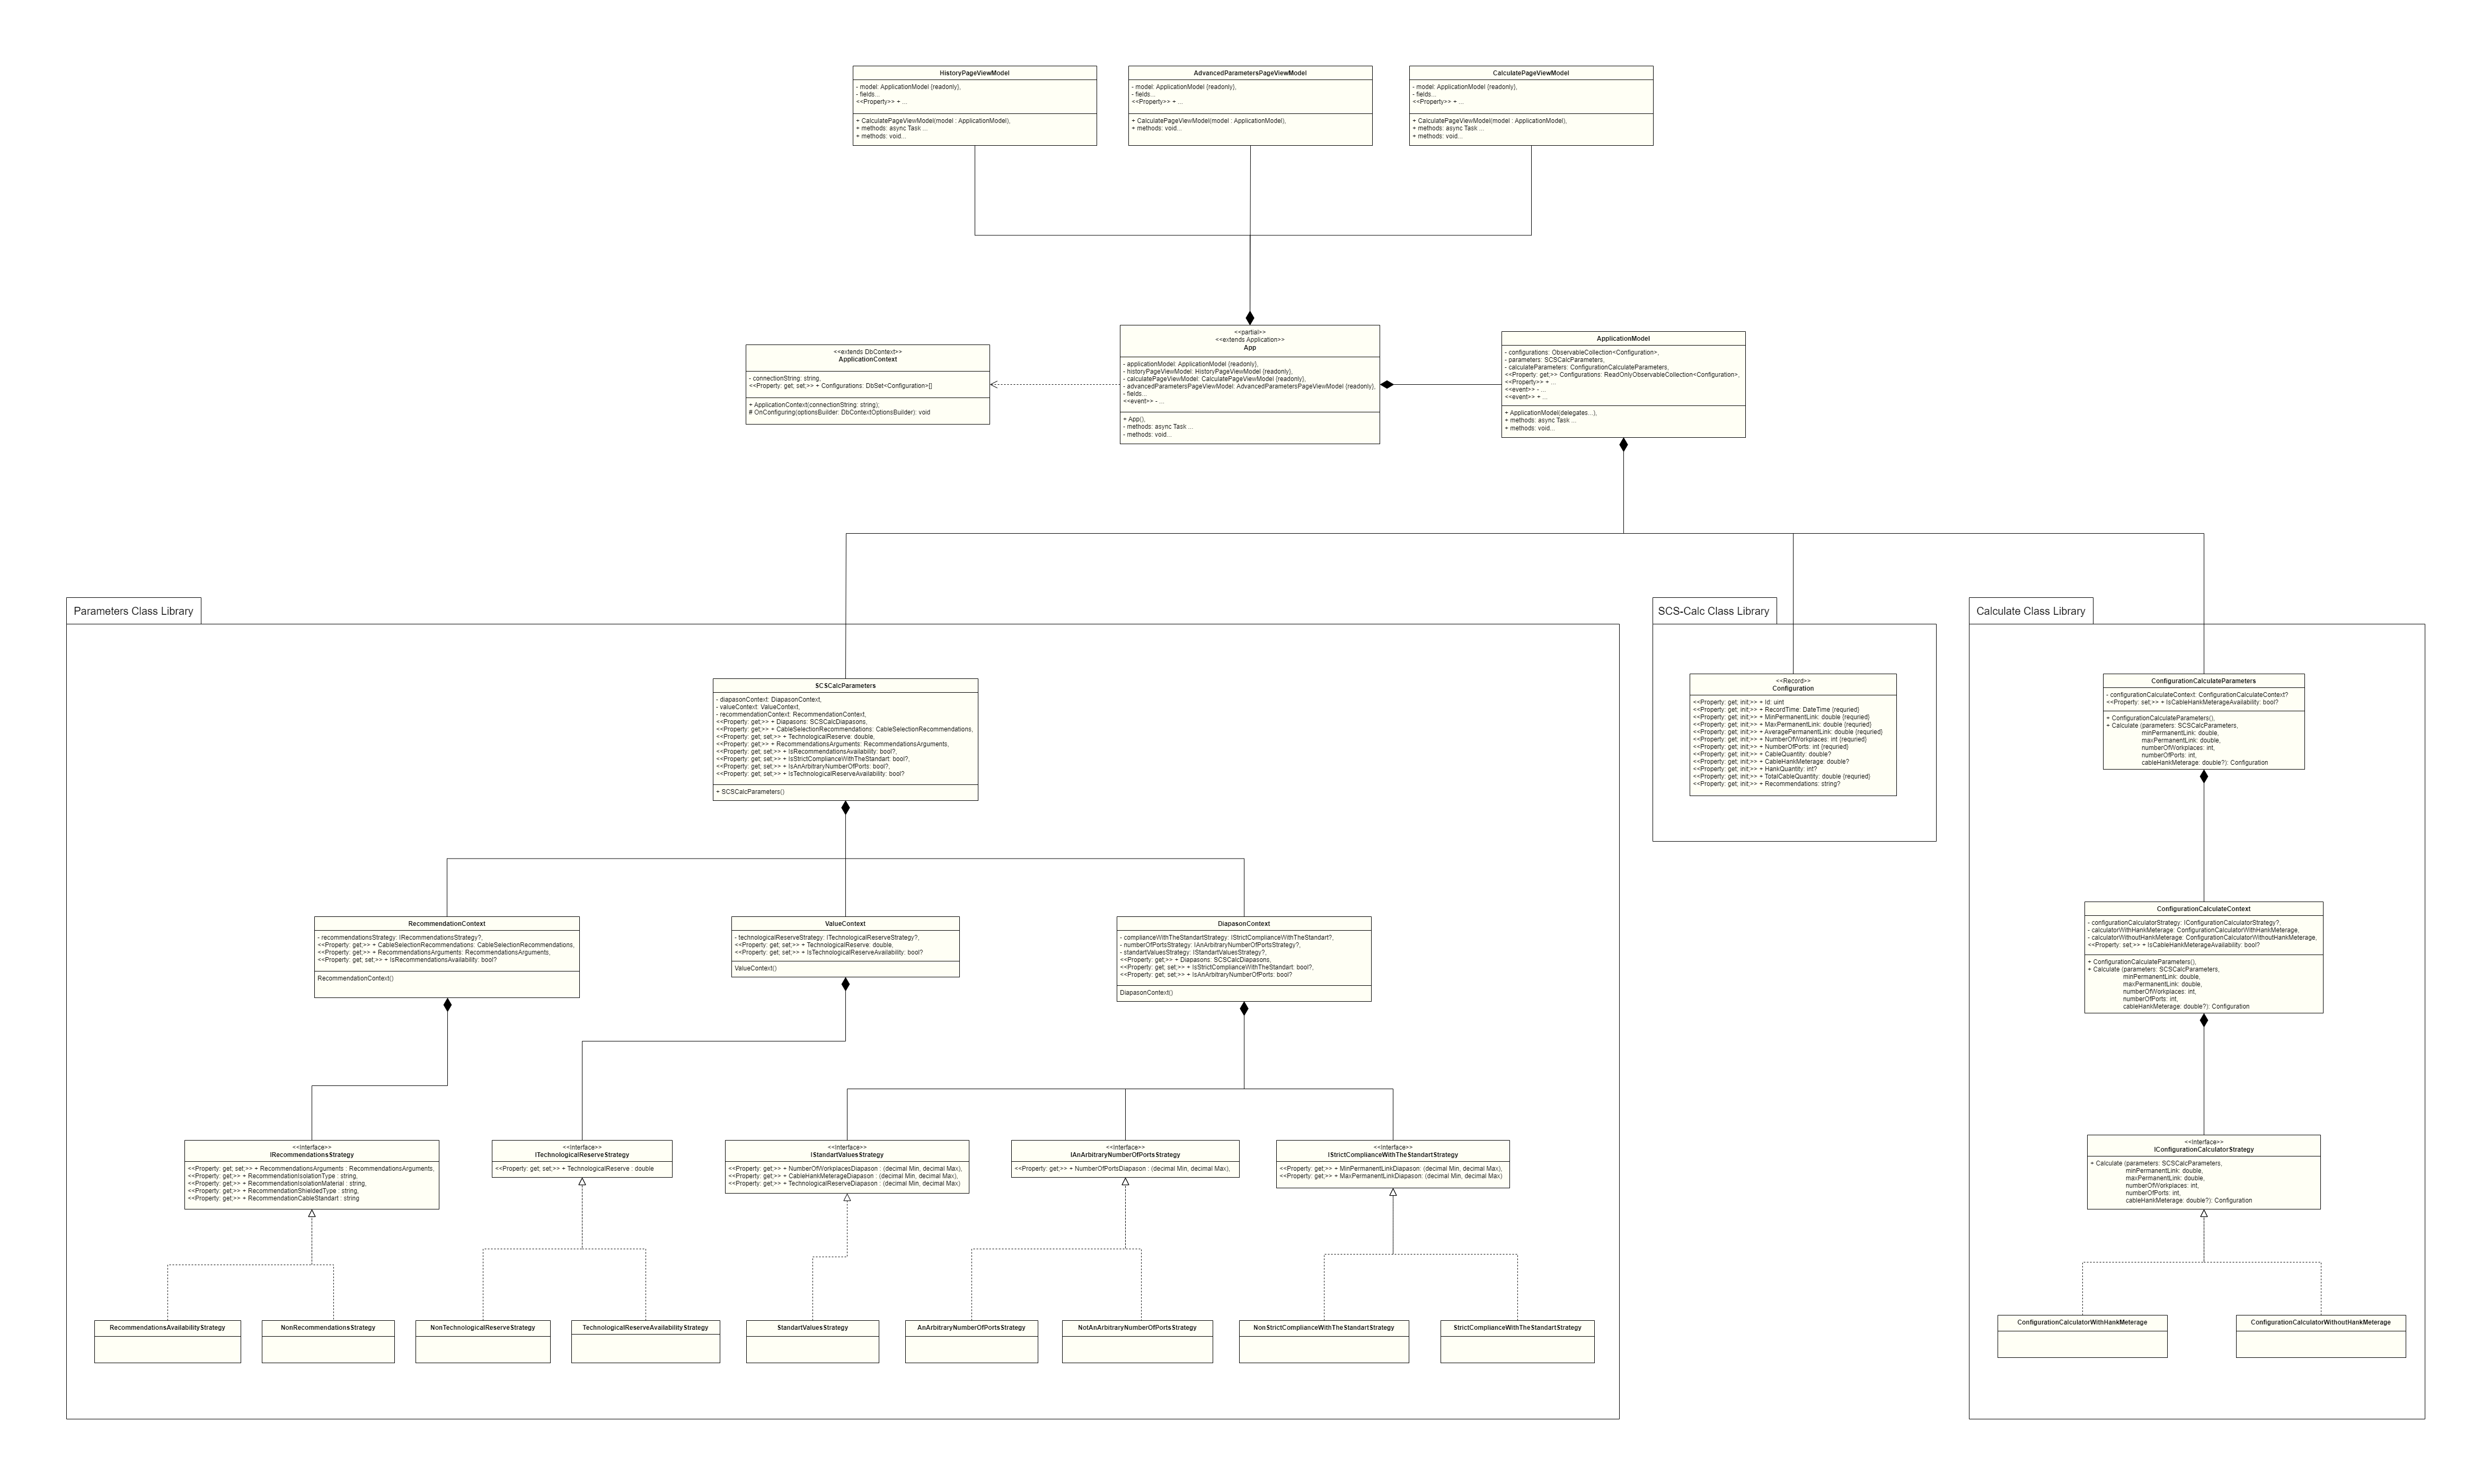 HistoryPageViewModel
- model: ApplicationModel {readonly},
- fields...
<<Property>> + ...
+ CalculatePageViewModel(model : ApplicationModel),
+ methods: async Task ...
+ methods: void...
AdvancedParametersPageViewModel
- model: ApplicationModel {readonly},
- fields...
<<Property>> + ...
+ CalculatePageViewModel(model : ApplicationModel),
+ methods: void...
CalculatePageViewModel
- model: ApplicationModel {readonly},
- fields...
<<Property>> + ...
+ CalculatePageViewModel(model : ApplicationModel),
+ methods: async Task ...
+ methods: void...
<<extends DbContext>>
ApplicationContext
- connectionString: string,
<<Property: get; set;>> + Configurations: DbSet<Configuration>[]
+ ApplicationContext(connectionString: string);
# OnConfiguring(optionsBuilder: DbContextOptionsBuilder): void
<<partial>>
<<extends Application>>
App
- applicationModel: ApplicationModel {readonly},
- historyPageViewModel: HistoryPageViewModel {readonly},
- calculatePageViewModel: CalculatePageViewModel {readonly},
- advancedParametersPageViewModel: AdvancedParametersPageViewModel {readonly},
- fields...
<<event>> - ...
+ App(),
- methods: async Task ...
- methods: void...
ApplicationModel
- configurations: ObservableCollection<Configuration>,
- parameters: SCSCalcParameters,
- calculateParameters: ConfigurationCalculateParameters,
<<Property: get;>> Configurations: ReadOnlyObservableCollection<Configuration>,
<<Property>> + ...
<<event>> - ...
<<event>> + ...
+ ApplicationModel(delegates...),
+ methods: async Task ...
+ methods: void...
Parameters Class Library
SCS-Calc Class Library
Calculate Class Library
SCSCalcParameters
- diapasonContext: DiapasonContext,
- valueContext: ValueContext,
- recommendationContext: RecommendationContext,
<<Property: get;>> + Diapasons: SCSCalcDiapasons,
<<Property: get;>> + CableSelectionRecommendations: CableSelectionRecommendations,
<<Property: get; set;>> + TechnologicalReserve: double,
<<Property: get;>> + RecommendationsArguments: RecommendationsArguments,
<<Property: get; set;>> + IsRecommendationsAvailability: bool?,
<<Property: get; set;>> + IsStrictComplianceWithTheStandart: bool?,
<<Property: get; set;>> + IsAnArbitraryNumberOfPorts: bool?,
<<Property: get; set;>> + IsTechnologicalReserveAvailability: bool?
+ SCSCalcParameters()
<<Record>>
Configuration
<<Property: get; init;>> + Id: uint
<<Property: get; init;>> + RecordTime: DateTime {requried}
<<Property: get; init;>> + MinPermanentLink: double {requried}
<<Property: get; init;>> + MaxPermanentLink: double {requried}
<<Property: get; init;>> + AveragePermanentLink: double {requried}
<<Property: get; init;>> + NumberOfWorkplaces: int {requried}
<<Property: get; init;>> + NumberOfPorts: int {requried}
<<Property: get; init;>> + CableQuantity: double?
<<Property: get; init;>> + CableHankMeterage: double?
<<Property: get; init;>> + HankQuantity: int?
<<Property: get; init;>> + TotalCableQuantity: double {requried}
<<Property: get; init;>> + Recommendations: string?
ConfigurationCalculateParameters
- configurationCalculateContext: ConfigurationCalculateContext?
<<Property: set;>> + IsCableHankMeterageAvailability: bool?
+ ConfigurationCalculateParameters(),
+ Calculate (parameters: SCSCalcParameters,
minPermanentLink: double,
maxPermanentLink: double,
numberOfWorkplaces: int,
numberOfPorts: int,
cableHankMeterage: double?): Configuration
RecommendationContext
- recommendationsStrategy: IRecommendationsStrategy?,
<<Property: get;>> + CableSelectionRecommendations: CableSelectionRecommendations,
<<Property: get;>> + RecommendationsArguments: RecommendationsArguments,
<<Property: get; set;>> + IsRecommendationsAvailability: bool?
RecommendationContext()
ValueContext
- technologicalReserveStrategy: ITechnologicalReserveStrategy?,
<<Property: get; set;>> + TechnologicalReserve: double,
<<Property: get; set;>> + IsTechnologicalReserveAvailability: bool?
ValueContext()
DiapasonContext
- complianceWithTheStandartStrategy: IStrictComplianceWithTheStandart?,
- numberOfPortsStrategy: IAnArbitraryNumberOfPortsStrategy?,
- standartValuesStrategy: IStandartValuesStrategy?,
<<Property: get;>> + Diapasons: SCSCalcDiapasons,
<<Property: get; set;>> + IsStrictComplianceWithTheStandart: bool?,
<<Property: get; set;>> + IsAnArbitraryNumberOfPorts: bool?
DiapasonContext()
ConfigurationCalculateContext
- configurationCalculatorStrategy: IConfigurationCalculatorStrategy?,
- calculatorWithHankMeterage: ConfigurationCalculatorWithHankMeterage,
- calculatorWithoutHankMeterage: ConfigurationCalculatorWithoutHankMeterage,
<<Property: set;>> + IsCableHankMeterageAvailability: bool?
+ ConfigurationCalculateParameters(),
+ Calculate (parameters: SCSCalcParameters,
minPermanentLink: double,
maxPermanentLink: double,
numberOfWorkplaces: int,
numberOfPorts: int,
cableHankMeterage: double?): Configuration
<<Interface>>
IRecommendationsStrategy
<<Property: get; set;>> + RecommendationsArguments : RecommendationsArguments,
<<Property: get;>> + RecommendationIsolationType : string,
<<Property: get;>> + RecommendationIsolationMaterial : string,
<<Property: get;>> + RecommendationShieldedType : string,
<<Property: get;>> + RecommendationCableStandart : string
<<Interface>>
ITechnologicalReserveStrategy
<<Property: get; set;>> + TechnologicalReserve : double
<<Interface>>
IStandartValuesStrategy
<<Property: get;>> + NumberOfWorkplacesDiapason : (decimal Min, decimal Max),
<<Property: get;>> + CableHankMeterageDiapason : (decimal Min, decimal Max),
<<Property: get;>> + TechnologicalReserveDiapason : (decimal Min, decimal Max)
<<Interface>>
IAnArbitraryNumberOfPortsStrategy
<<Property: get;>> + NumberOfPortsDiapason : (decimal Min, decimal Max),
<<Interface>>
IStrictComplianceWithTheStandartStrategy
<<Property: get;>> + MinPermanentLinkDiapason: (decimal Min, decimal Max),
<<Property: get;>> + MaxPermanentLinkDiapason: (decimal Min, decimal Max)
<<Interface>>
IConfigurationCalculatorStrategy
+ Calculate (parameters: SCSCalcParameters,
minPermanentLink: double,
maxPermanentLink: double,
numberOfWorkplaces: int,
numberOfPorts: int,
cableHankMeterage: double?): Configuration
RecommendationsAvailabilityStrategy
NonRecommendationsStrategy
NonTechnologicalReserveStrategy
TechnologicalReserveAvailabilityStrategy
StandartValuesStrategy
AnArbitraryNumberOfPortsStrategy
NotAnArbitraryNumberOfPortsStrategy
NonStrictComplianceWithTheStandartStrategy
StrictComplianceWithTheStandartStrategy
ConfigurationCalculatorWithHankMeterage
ConfigurationCalculatorWithoutHankMeterage